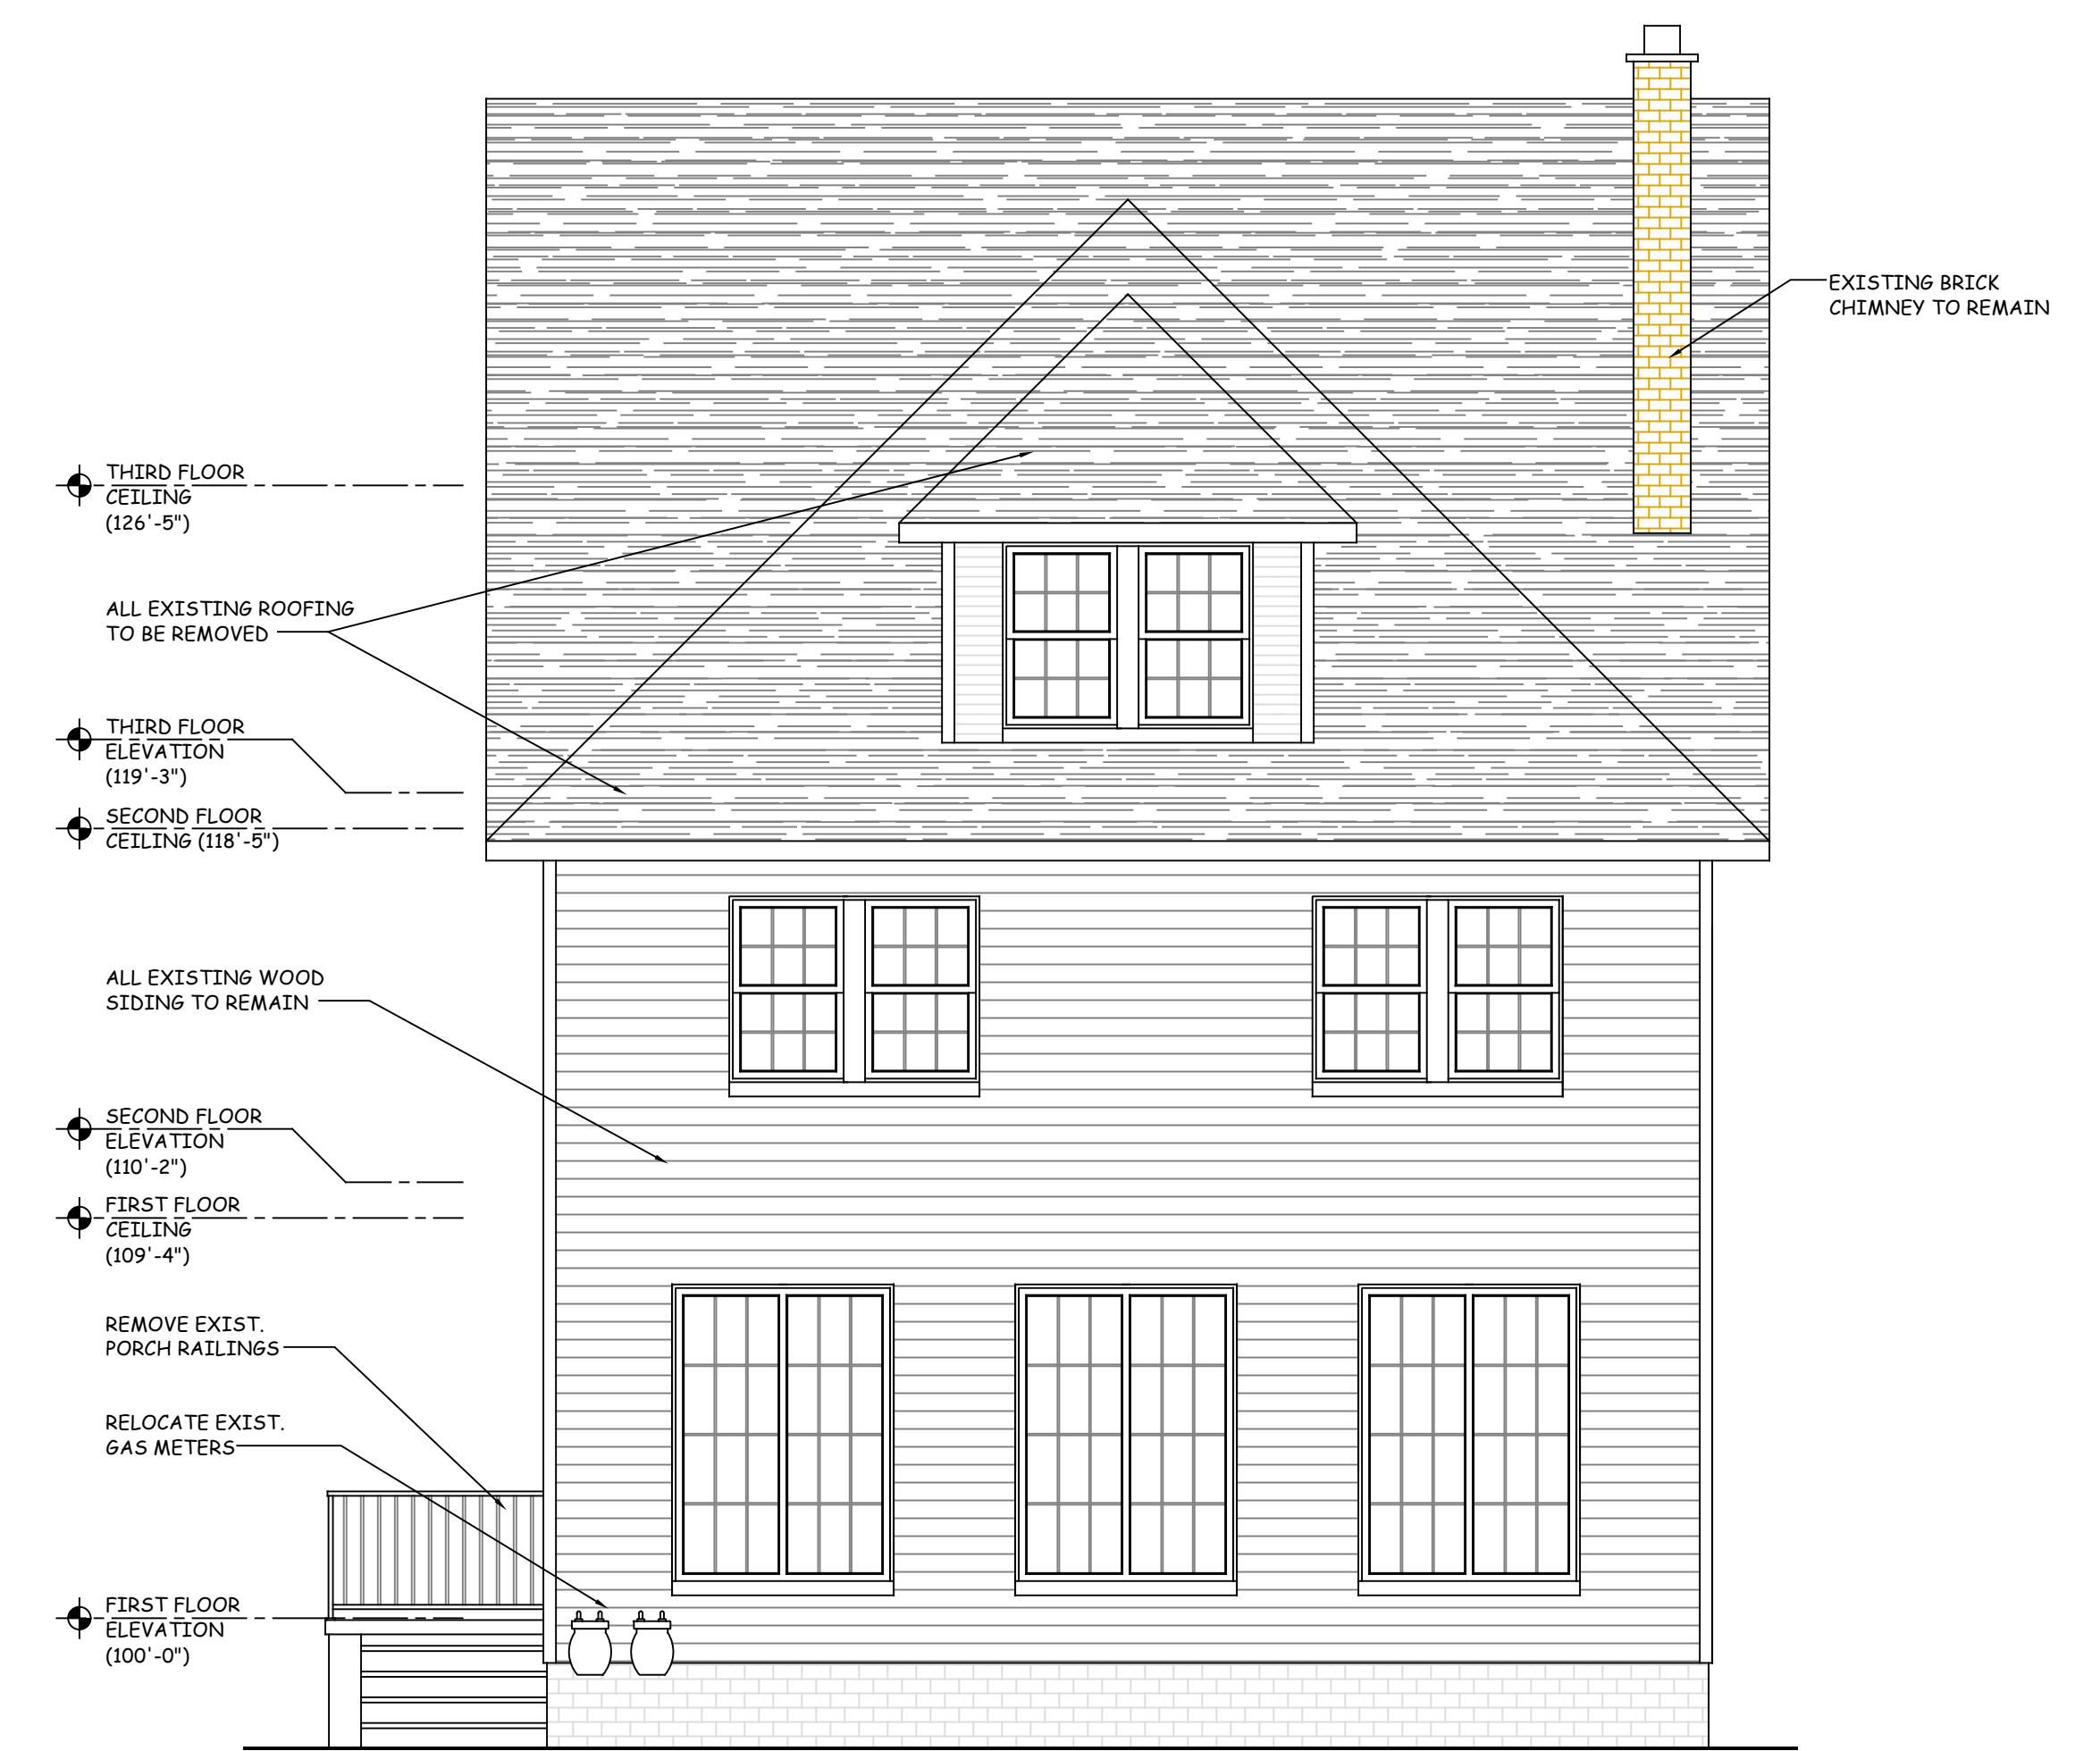 EXISTING BRICK
CHIMNEY TO REMAIN
THIRD FLOOR
CEILING
(126'-5")
ALL EXISTING ROOFING
TO BE REMOVED
THIRD FLOOR
ELEVATION
(119'-3")
SECOND FLOOR
CEILING (118'-5")
ALL EXISTING WOOD
SIDING TO REMAIN
SECOND FLOOR
ELEVATION
(110'-2")
FIRST FLOOR
CEILING
(109'-4")
REMOVE EXIST.
PORCH RAILINGS
RELOCATE EXIST.
GAS METERS
FIRST FLOOR
ELEVATION
(100'-0")